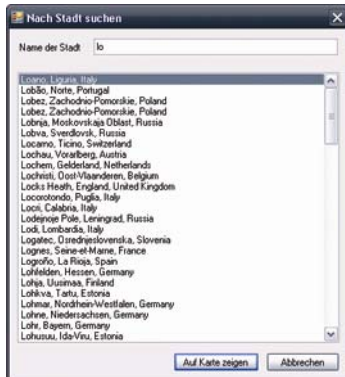 Nach Stadt suchen
Name der Stadt lo
Loano, Liguria, Italy
Lobão, Norte, Portugal
Lobez, Zachodnio-Pomorskie, Poland
Lobez, Zachodnio-Pomorskie, Poland
Lobnja, Moskovskaja Oblast, Russia
Lobva, Sverdlovsk, Russia
Locarno, Ticino, Switzerland
Lochau, Vorarlberg, Austria
Lochem, Gelderland, Netherlands
Lochristi, Oost-Vlaanderen, Belgium
Locks Heath, England, United Kingdom
Locorotondo, Puglia, Italy
Locri, Calabria, Italy
Lodejnoje Pole, Leningrad, Russia
Lodi, Lombardia, Italy
Logatec, Osrednjeslovenska, Slovenia
Lognes, Seine-et-Marne, France
Logroño, La Rioja, Spain
Lohfelden, Hessen, Germany
Lohja, Uusimaa, Finland
Lohkva, Tartu, Estonia
Lohmar, Nordrhein-Westfalen, Germany
Lohne, Niedersachsen, Germany
Lohr, Bayern, Germany
Lohusuu, Ida-Viru, Estonia
Auf Karte zeigen Abbrechen